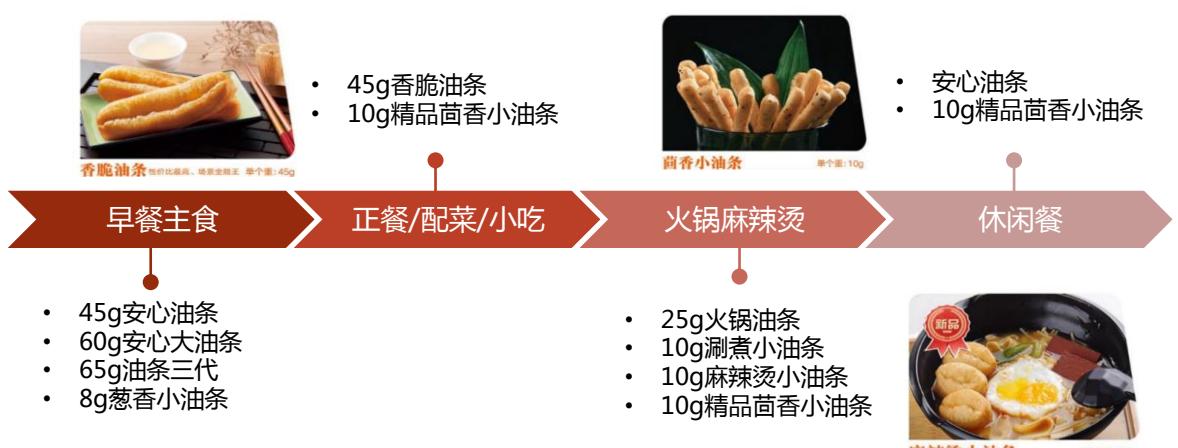 • 45g香脆油条
• 10g精品茴香小油条
• 安心油条
• 10g精品茴香小油条
香脆油条 性价比最高、场景全能王 单个重:45g
茴香小油条 单个重:10g
早餐主食
正餐/配菜/小吃
火锅麻辣烫
休闲餐
• 45g安心油条
• 60g安心大油条
• 65g油条三代
• 8g葱香小油条
• 25g火锅油条
• 10g涮煮小油条
• 10g麻辣烫小油条
• 10g精品茴香小油条
新品